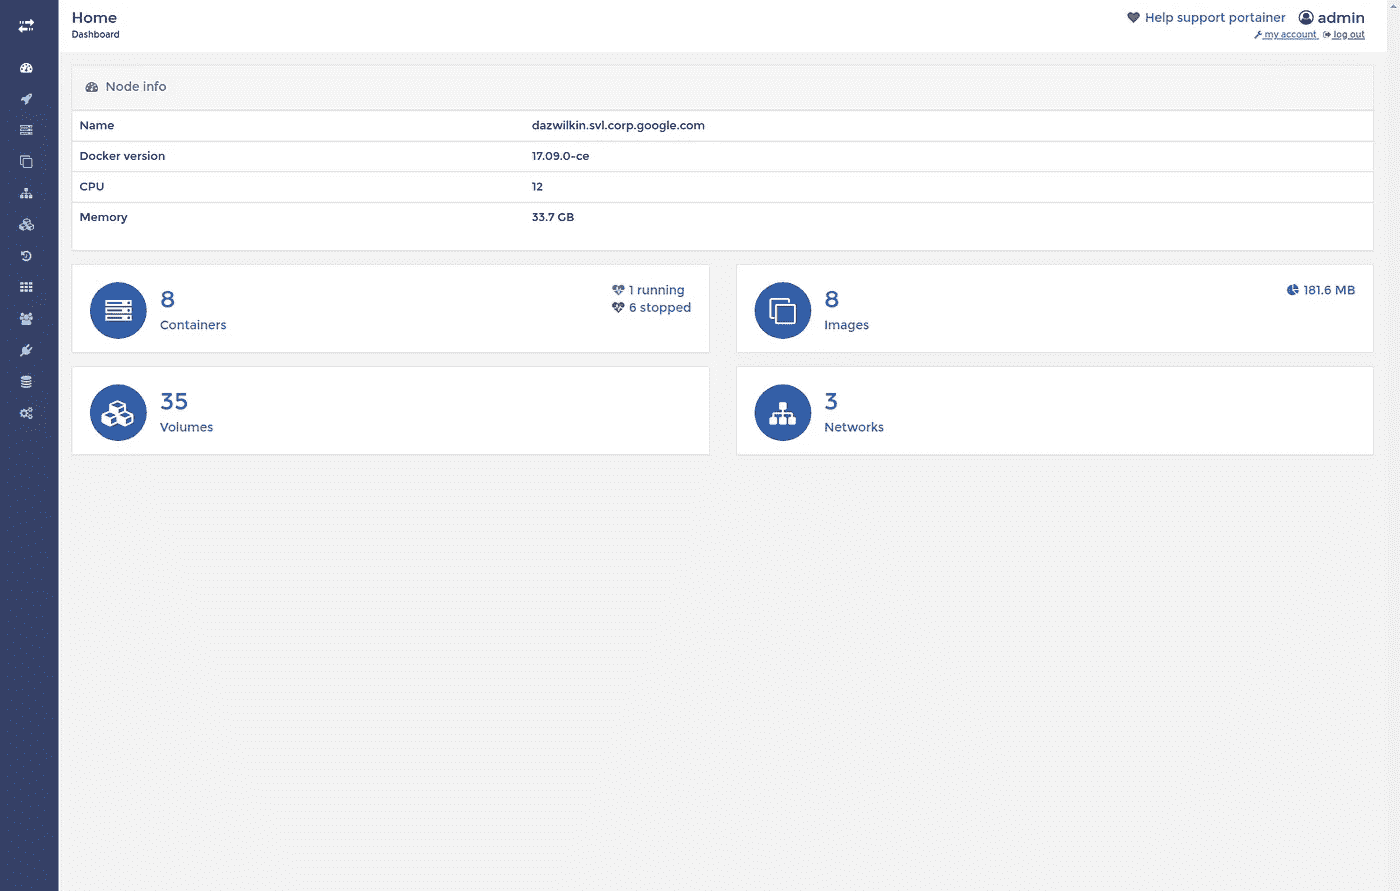 Home
Dashboard
Help support portainer
admin
my account
log out
Node info
Name dazwilkin.svl.corp.google.com
Docker version 17.09.0-ce
CPU 12
Memory 33.7 GB
8
Containers
1 running
6 stopped
8
Images
181.6 MB
35
Volumes
3
Networks